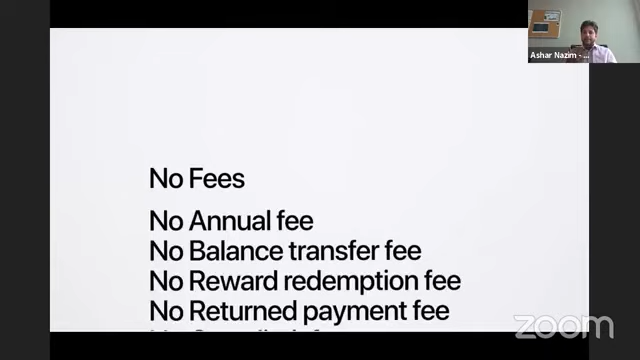 Ashar Nazim - ...
No Fees
No Annual fee
No Balance transfer fee
No Reward redemption fee
No Returned payment fee
zoom